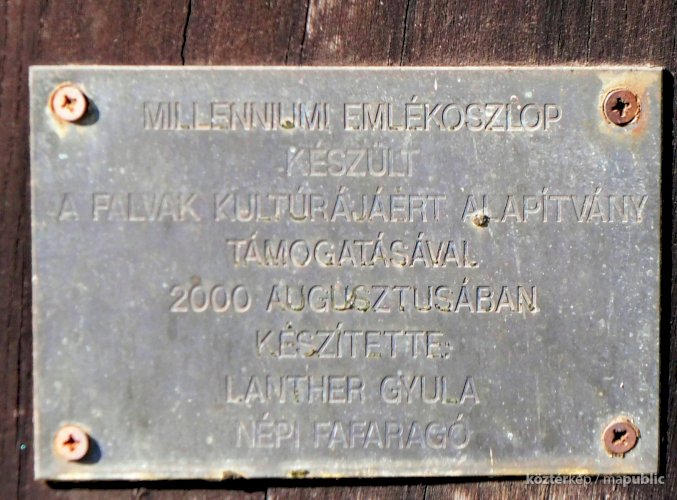 MILLENNIUMI EMLÉKOSZLOP
KÉSZÜLT
A FALVAK KULTÚRÁJÁÉRT ALAPÍTVÁNY
TÁMOGATÁSÁVAL
2000 AUGUSZTUSÁBAN
KÉSZÍTETTE:
LANTHER GYULA
NÉPI FAFARAGÓ
köztérkép / mapublic